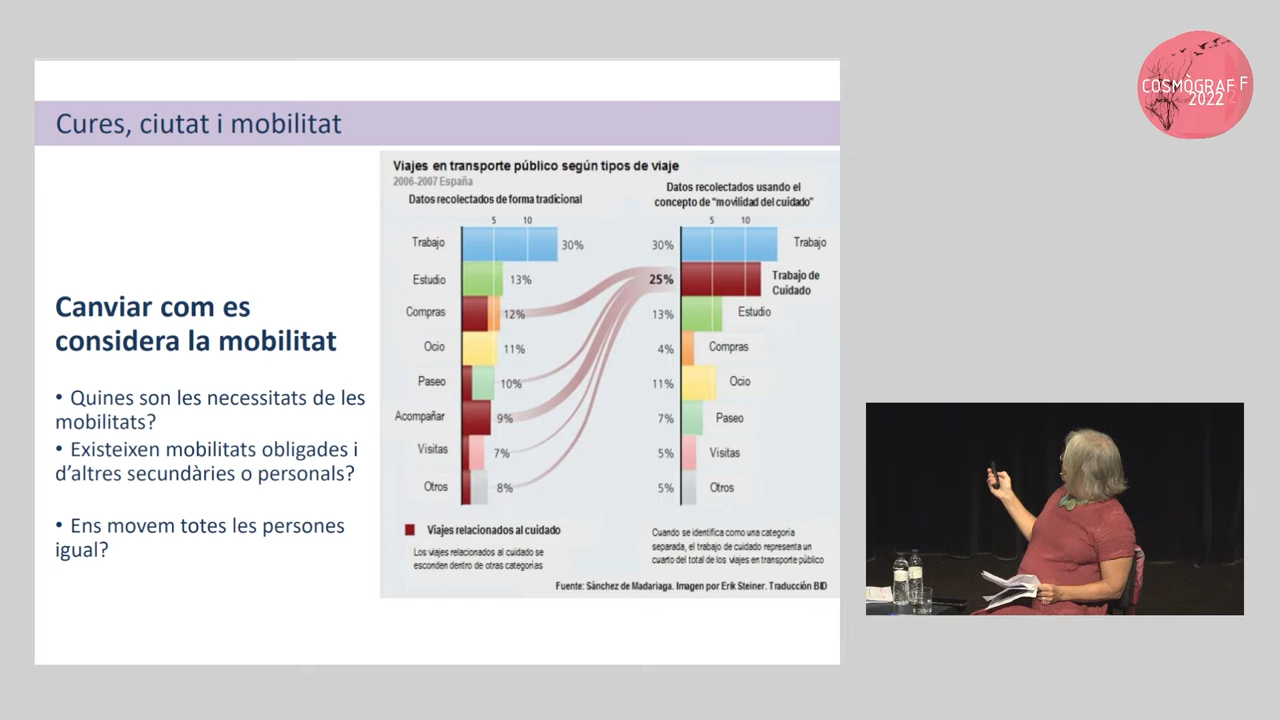 COSMÒGRAF F
2022
Cures, ciutat i mobilitat
Canviar com es
considera la mobilitat
• Quines son les necessitats de les
mobilitats?
• Existeixen mobilitats obligades i
d'altres secundàries o personals?
• Ens movem totes les persones
igual?
Viajes en transporte público según tipos de viaje
2006-2007 España
Datos recolectados de forma tradicional
5 10
Trabajo 30%
Estudio 13%
Compras 12%
Ocio 11%
Paseo 10%
Acompañar 9%
Visitas 7%
Otros 8%
Viajes relacionados al cuidado
Los viajes relacionados al cuidado se
esconden dentro de otras categorías
Datos recolectados usando el
concepto de "movilidad del cuidado"
5 10
30% Trabajo
25% Trabajo de
Cuidado
13% Estudio
4% Compras
11% Ocio
7% Paseo
5% Visitas
5% Otros
Cuando se identifica como una categoría
separada, el trabajo de cuidado representa un
cuarto del total de los viajes en transporte público
Fuente: Sánchez de Madariaga. Imagen por Erik Steiner. Traducción BID